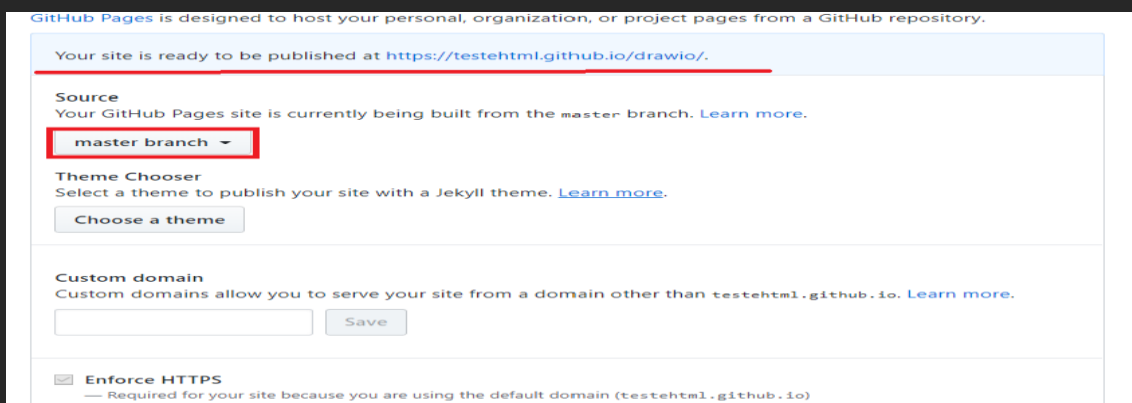 GitHub Pages is designed to host your personal, organization, or project pages from a GitHub repository.
Your site is ready to be published at https://testehtml.github.io/drawio/.
Source
Your GitHub Pages site is currently being built from the master branch. Learn more.
master branch
Theme Chooser
Select a theme to publish your site with a Jekyll theme. Learn more.
Choose a theme
Custom domain
Custom domains allow you to serve your site from a domain other than testehtml.github.io. Learn more.
Save
Enforce HTTPS
— Required for your site because you are using the default domain (testehtml.github.io)